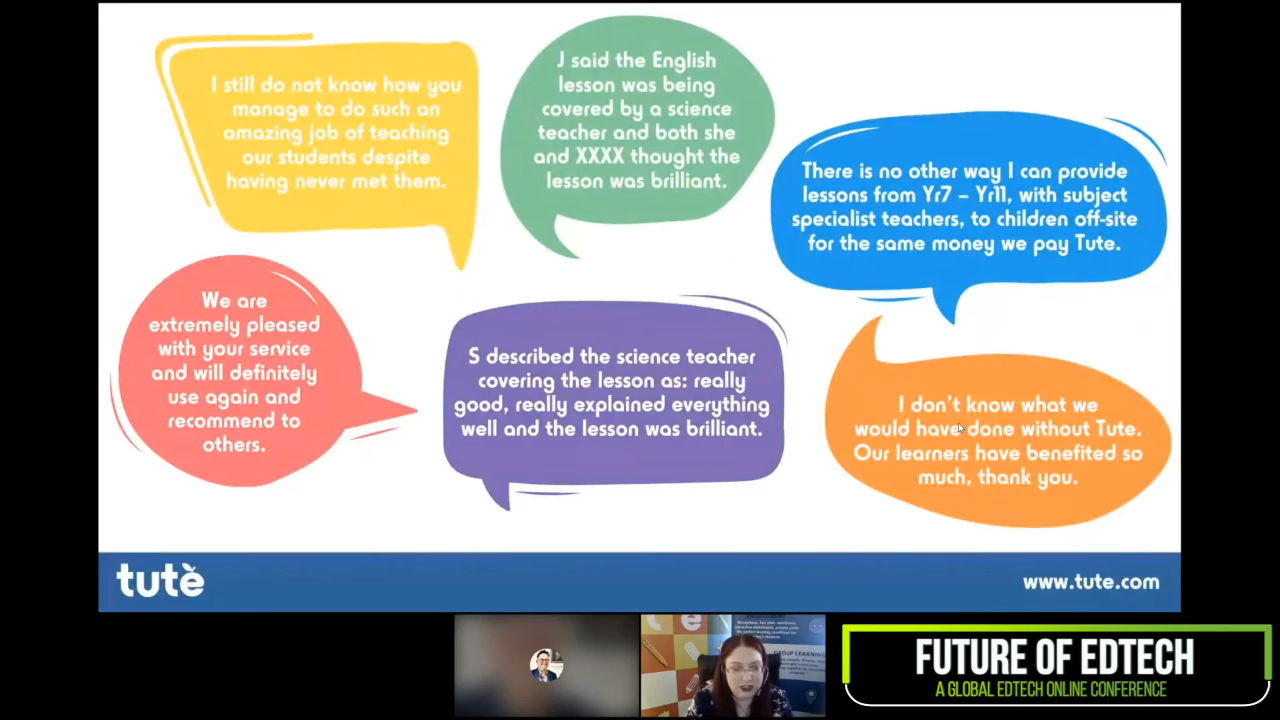 I still do not know how you
manage to do such an
amazing job of teaching
our students despite
having never met them.
J said the English
lesson was being
covered by a science
teacher and both she
and XXXX thought the
lesson was brilliant.
There is no other way I can provide
lessons from Yr7 – Yr11, with subject
specialist teachers, to children off-site
for the same money we pay Tute.
We are
extremely pleased
with your service
and will definitely
use again and
recommend to
others.
S described the science teacher
covering the lesson as: really
good, really explained everything
well and the lesson was brilliant.
I don't know what we
would have done without Tute.
Our learners have benefited so
much, thank you.
tute
www.tute.com
GROUP LEARNING
FUTURE OF EDTECH
A GLOBAL EDTECH ONLINE CONFERENCE